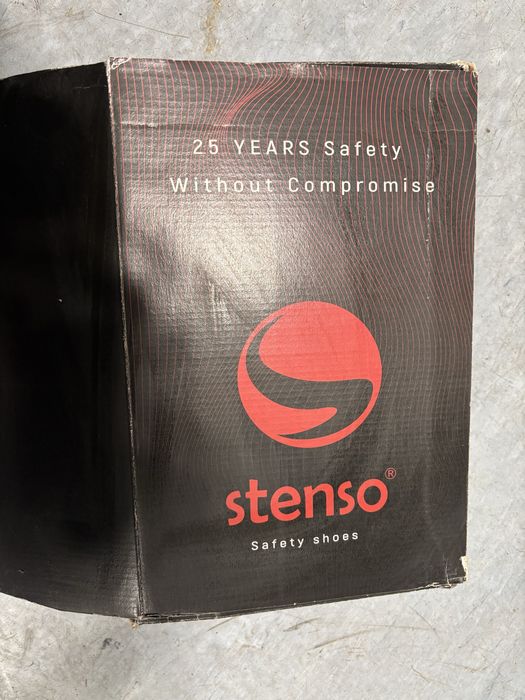 25 YEARS Safety
Without Compromise
stenso®
Safety shoes